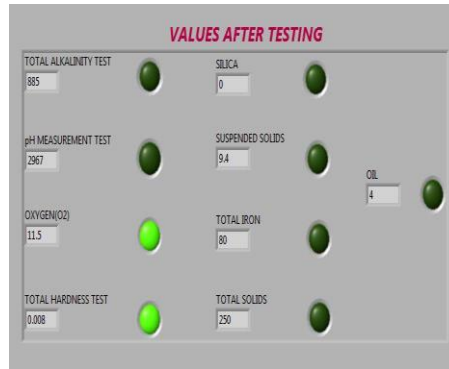 VALUES AFTER TESTING
TOTAL ALKALINITY TEST
885
SILICA
0
pH MEASUREMENT TEST
2967
SUSPENDED SOLIDS
9.4
OIL
4
OXYGEN(O2)
11.5
TOTAL IRON
80
TOTAL HARDNESS TEST
0.008
TOTAL SOLIDS
250